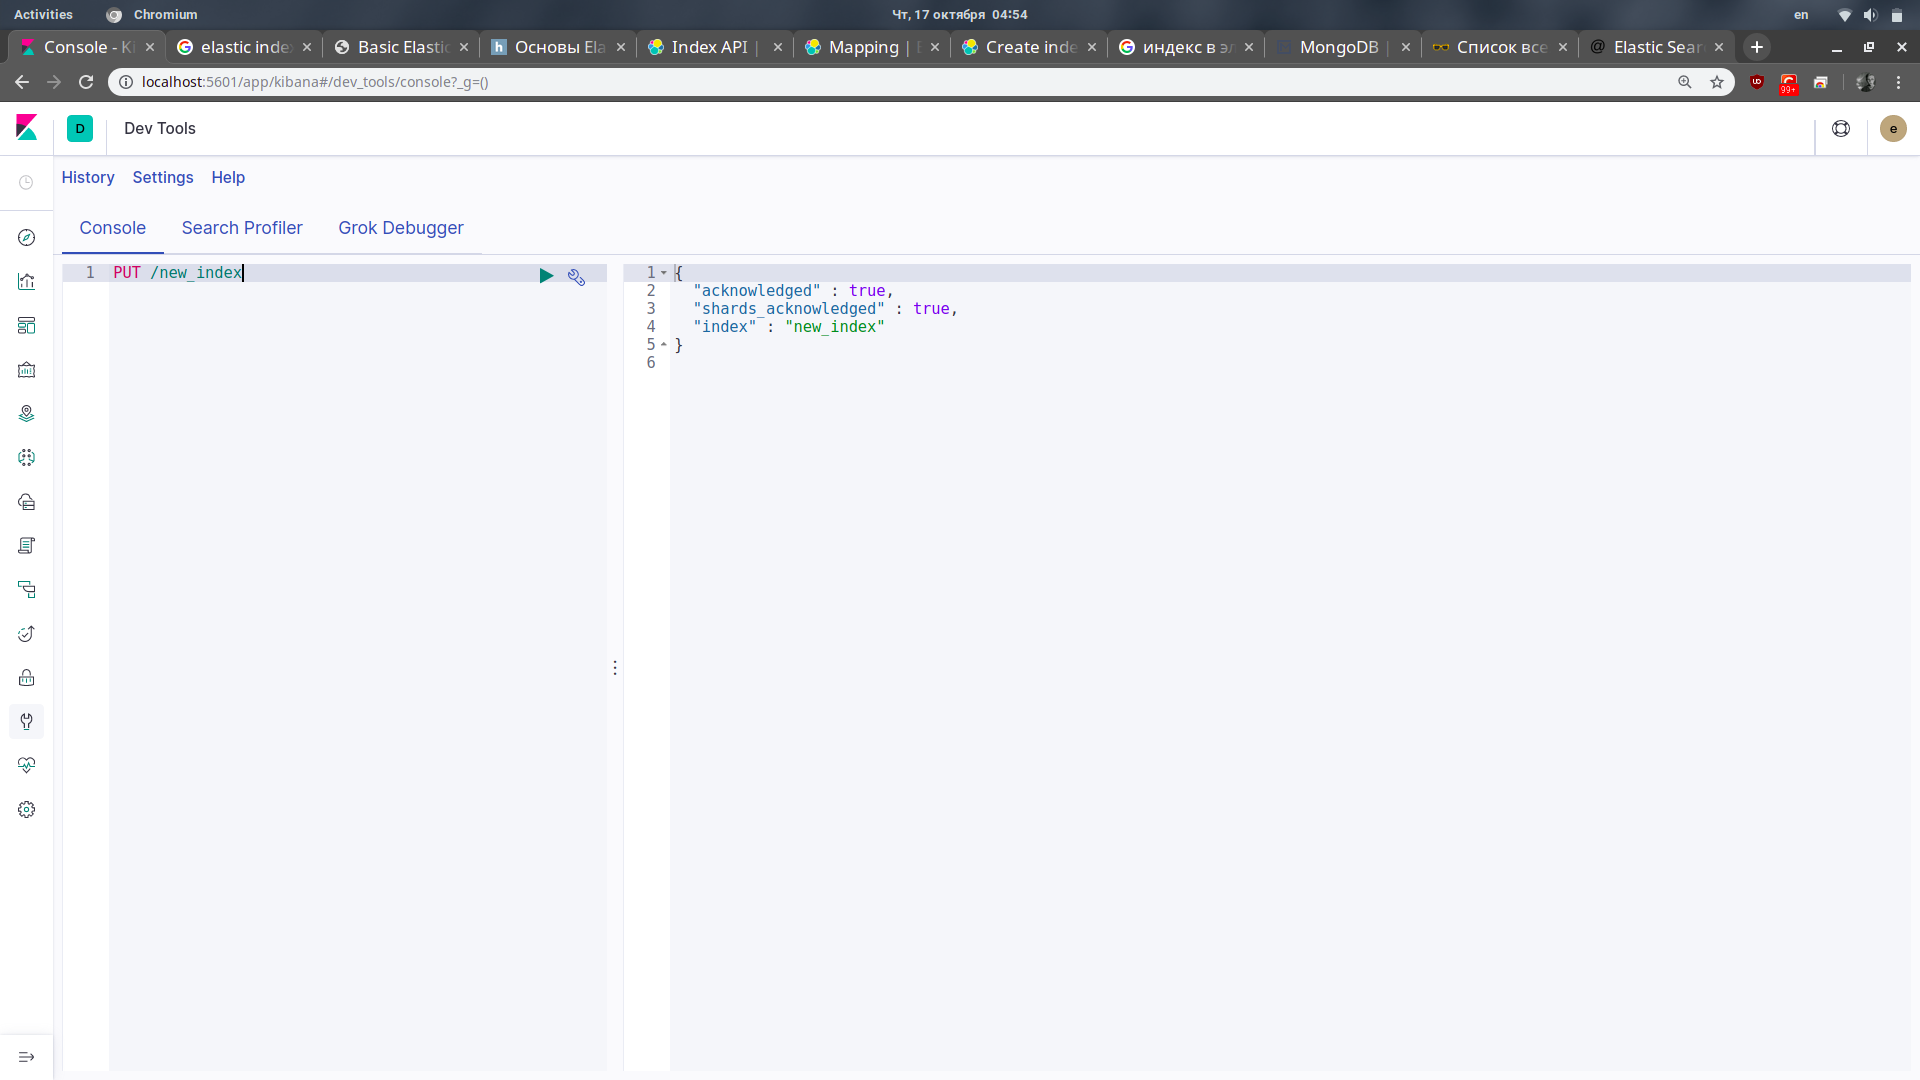 Activities
Chromium
Чт, 17 октября 04:54
en
Console - Ki
elastic inde
Basic Elastic
Основы Ela
Index API |
Mapping | E
Create inde
индекс в эл
MongoDB |
Список все
Elastic Sear
localhost:5601/app/kibana#/dev_tools/console?_g=()
99+
D
Dev Tools
e
History
Settings
Help
Console
Search Profiler
Grok Debugger
1 PUT /new_index
1 {
2 "acknowledged" : true,
3 "shards_acknowledged" : true,
4 "index" : "new_index"
5 }
6